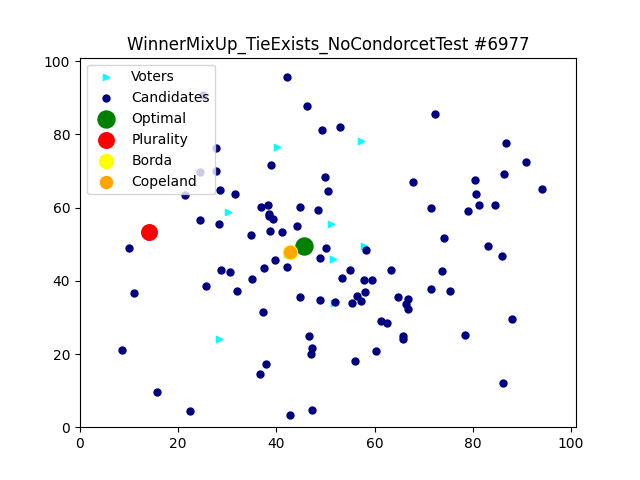 WinnerMixUp_TieExists_NoCondorcetTest #6977
100
80
60
40
20
0
Voters
Candidates
Optimal
Plurality
Borda
Copeland
0 20 40 60 80 100